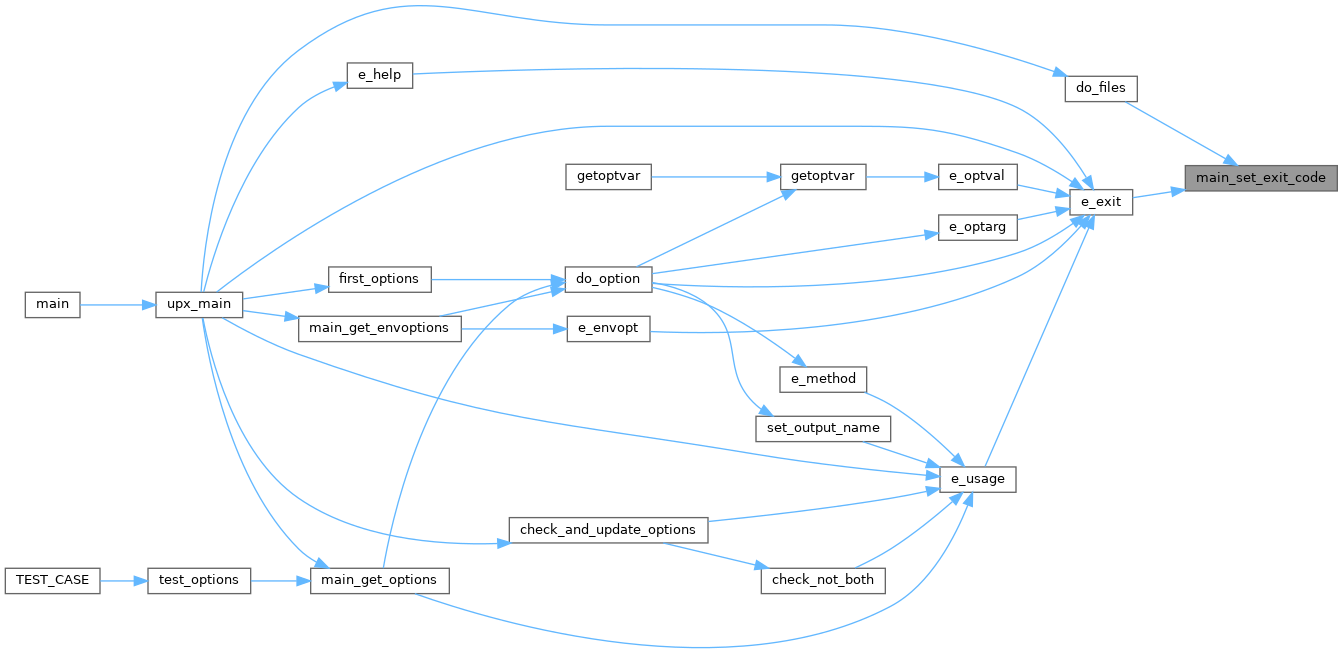 e_help
do_files
getoptvar
getoptvar
e_optval
main_set_exit_code
e_exit
e_optarg
first_options
do_option
main
upx_main
main_get_envoptions
e_envopt
e_method
set_output_name
e_usage
check_and_update_options
TEST_CASE
test_options
main_get_options
check_not_both